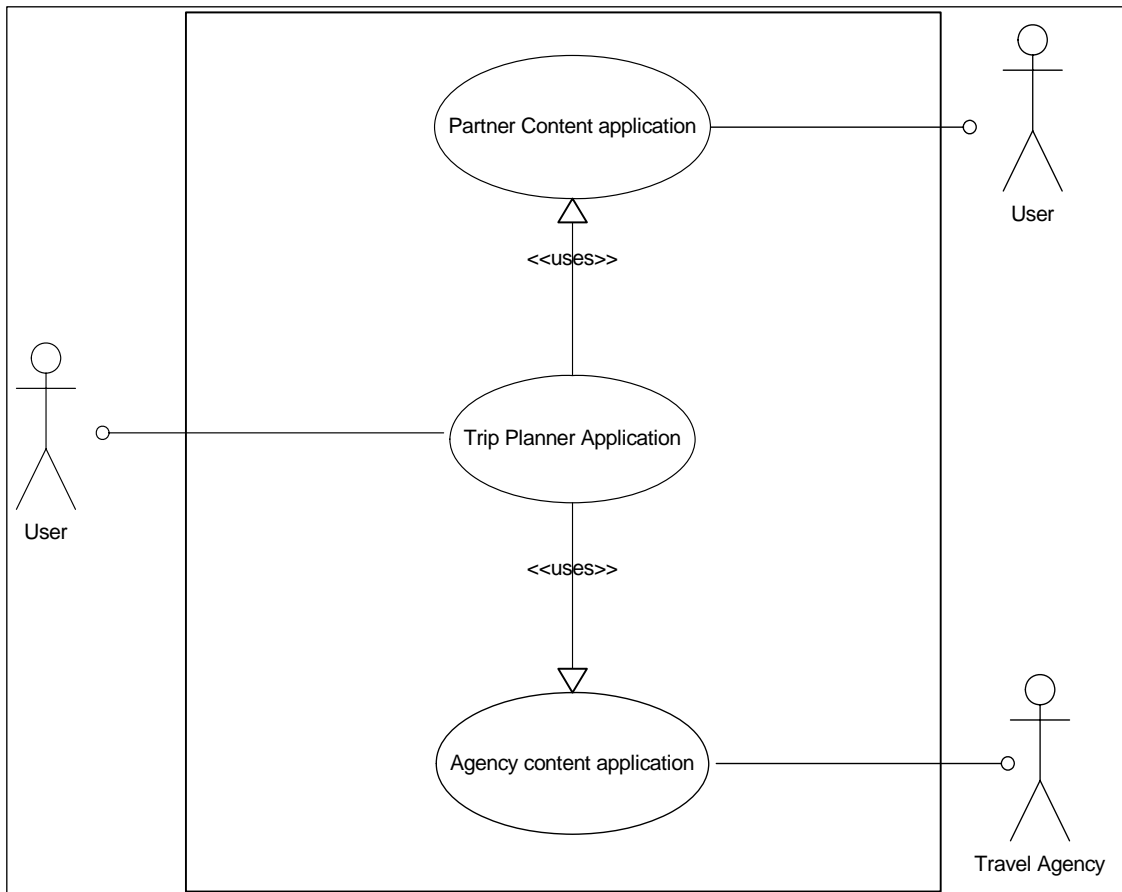 Partner Content application
User
<<uses>>
Trip Planner Application
User
<<uses>>
Agency content application
Travel Agency